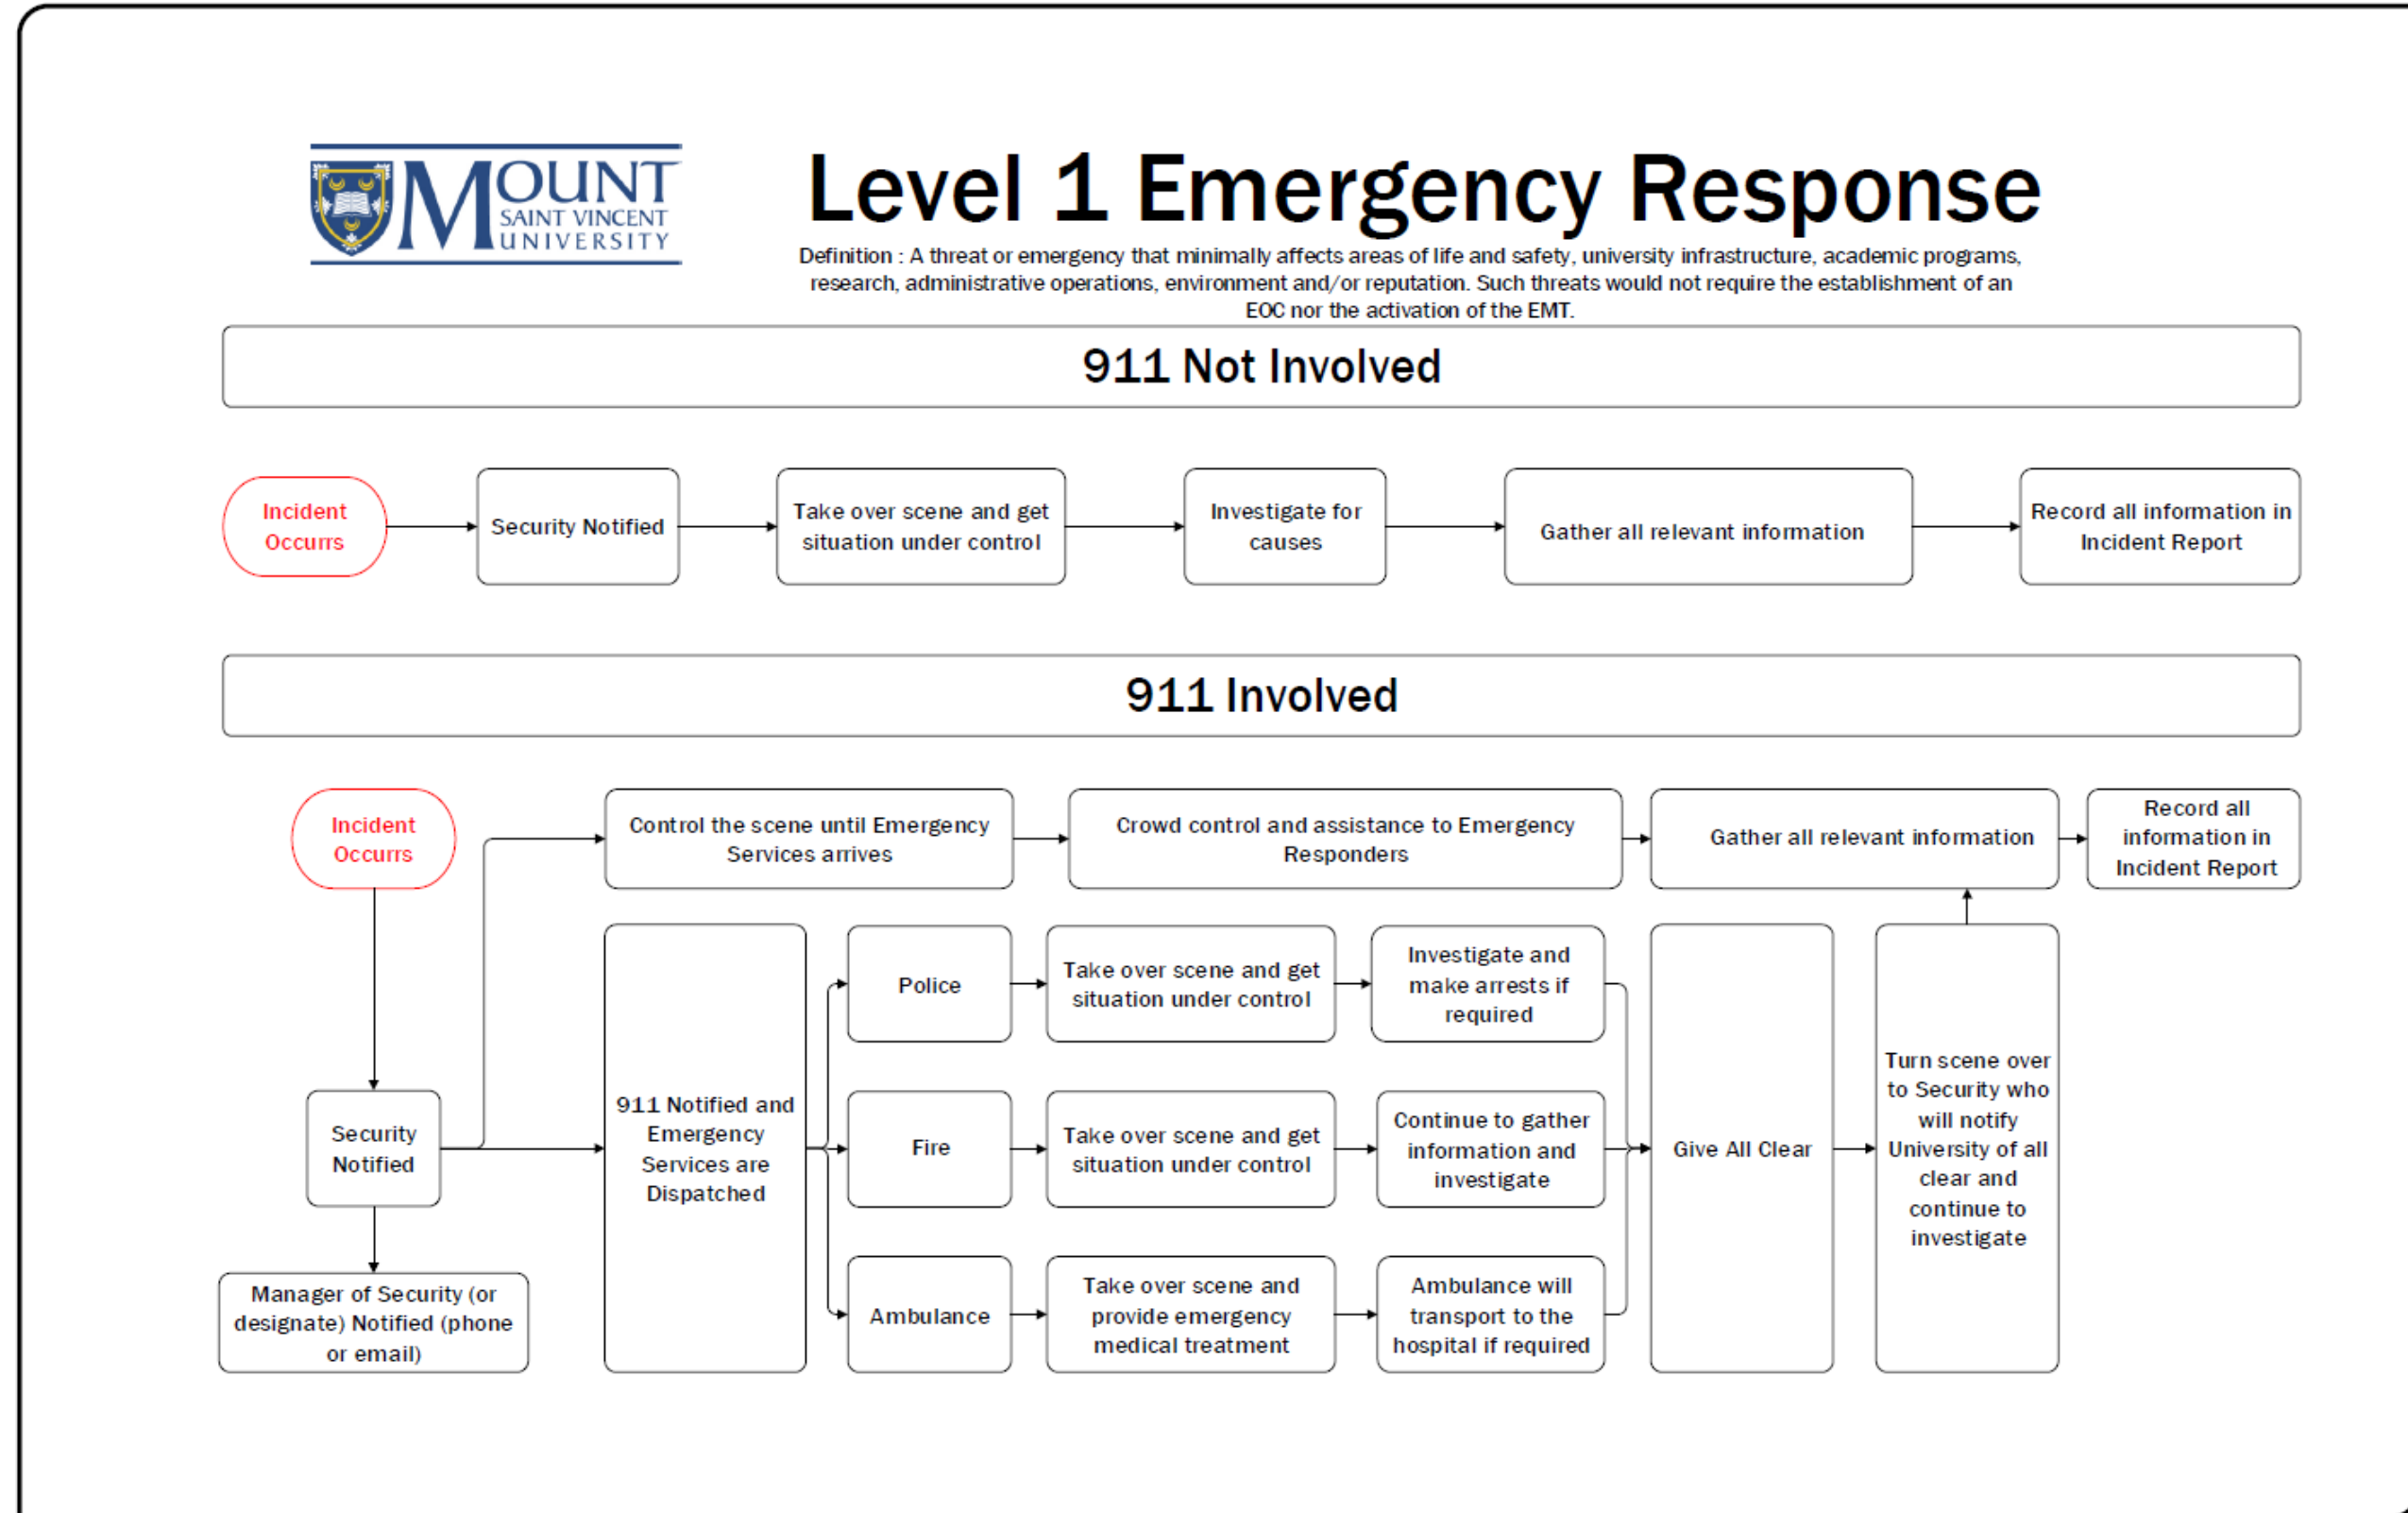 MOUNT
SAINT VINCENT
UNIVERSITY
Level 1 Emergency Response
Definition : A threat or emergency that minimally affects areas of life and safety, university infrastructure, academic programs,
research, administrative operations, environment and/or reputation. Such threats would not require the establishment of an
EOC nor the activation of the EMT.
911 Not Involved
Incident
Occurrs
Security Notified
Take over scene and get
situation under control
Investigate for
causes
Gather all relevant information
Record all information in
Incident Report
911 Involved
Incident
Occurrs
Control the scene until Emergency
Services arrives
Crowd control and assistance to Emergency
Responders
Gather all relevant information
Record all
information in
Incident Report
Security
Notified
Manager of Security (or
designate) Notified (phone
or email)
911 Notified and
Emergency
Services are
Dispatched
Police
Take over scene and get
situation under control
Investigate and
make arrests if
required
Fire
Take over scene and get
situation under control
Continue to gather
information and
investigate
Ambulance
Take over scene and
provide emergency
medical treatment
Ambulance will
transport to the
hospital if required
Give All Clear
Turn scene over
to Security who
will notify
University of all
clear and
continue to
investigate